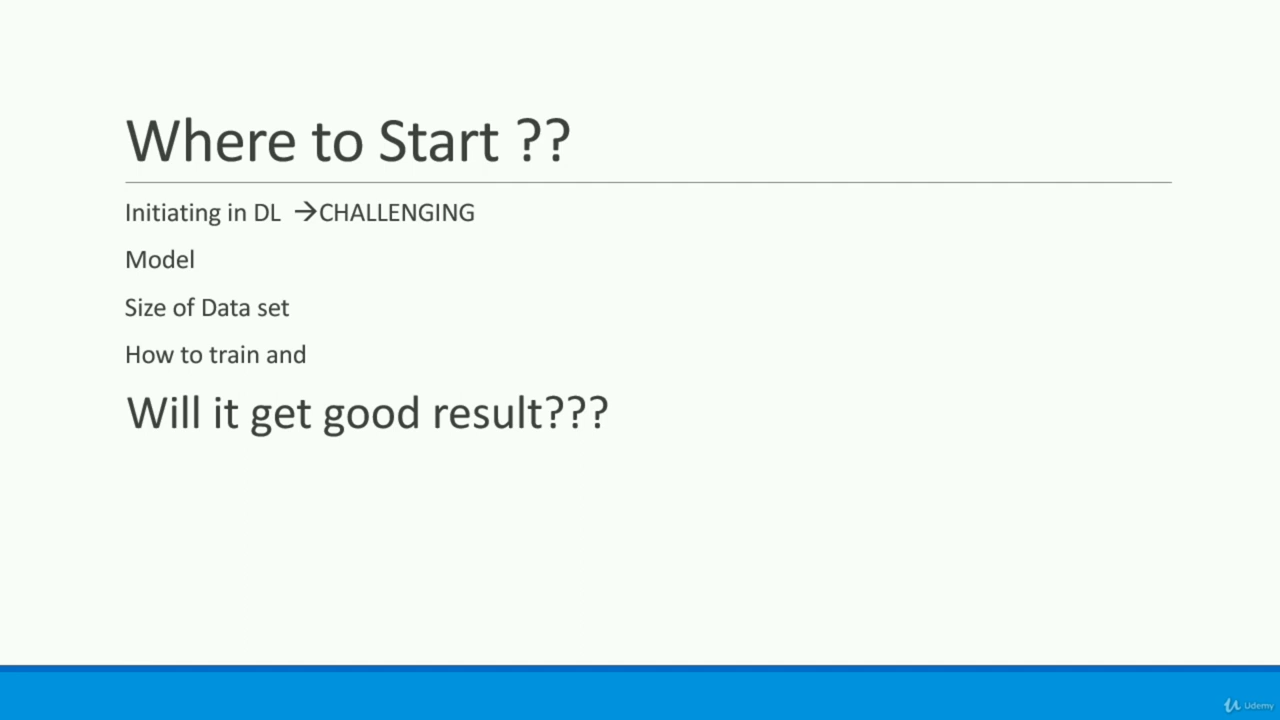 Where to Start ??
Initiating in DL →CHALLENGING
Model
Size of Data set
How to train and
Will it get good result???
Udemy